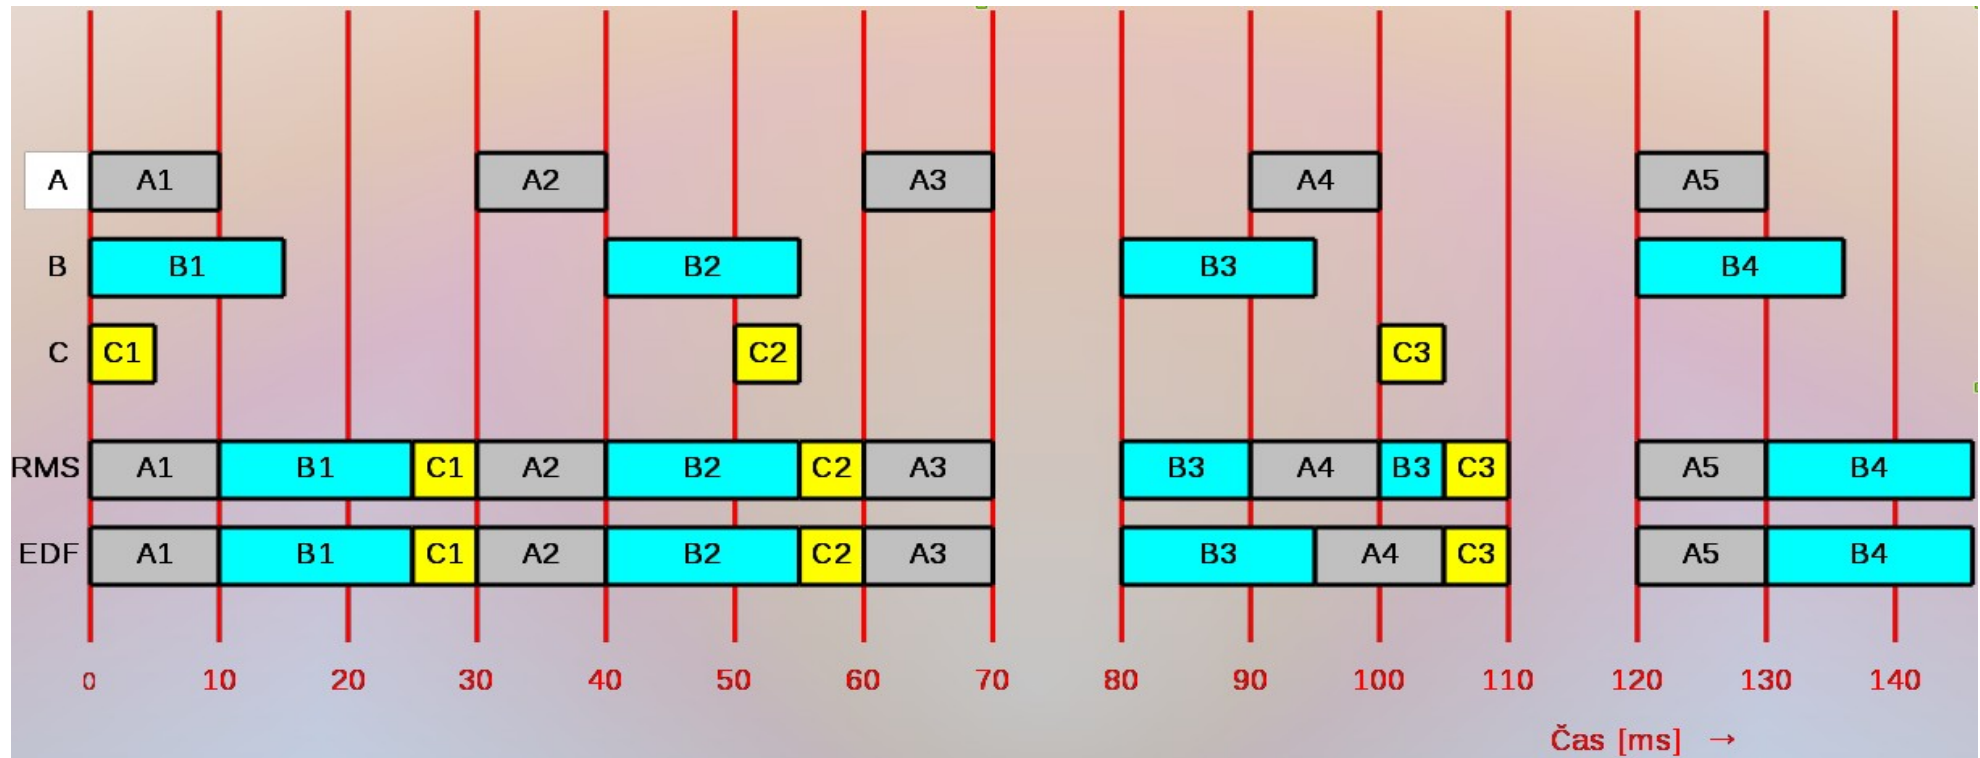 A A1 A2 A3 A4 A5
B B1 B2 B3 B4
C C1 C2 C3
RMS A1 B1 C1 A2 B2 C2 A3 B3 A4 B3 C3 A5 B4
EDF A1 B1 C1 A2 B2 C2 A3 B3 A4 C3 A5 B4
0 10 20 30 40 50 60 70 80 90 100 110 120 130 140
Čas [ms] →